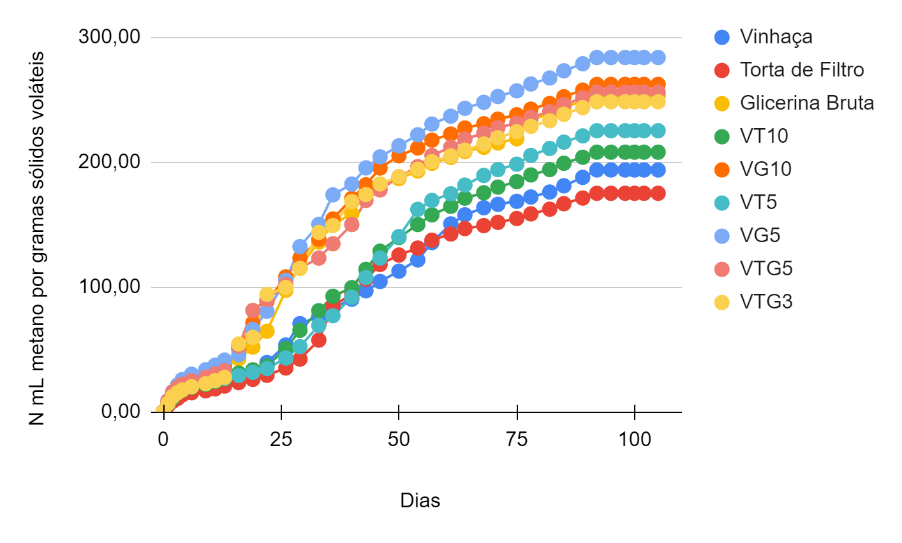 N mL metano por gramas sólidos voláteis
300,00
200,00
100,00
0,00
0
25
50
75
100
Dias
Vinhaça
Torta de Filtro
Glicerina Bruta
VT10
VG10
VT5
VG5
VTG5
VTG3